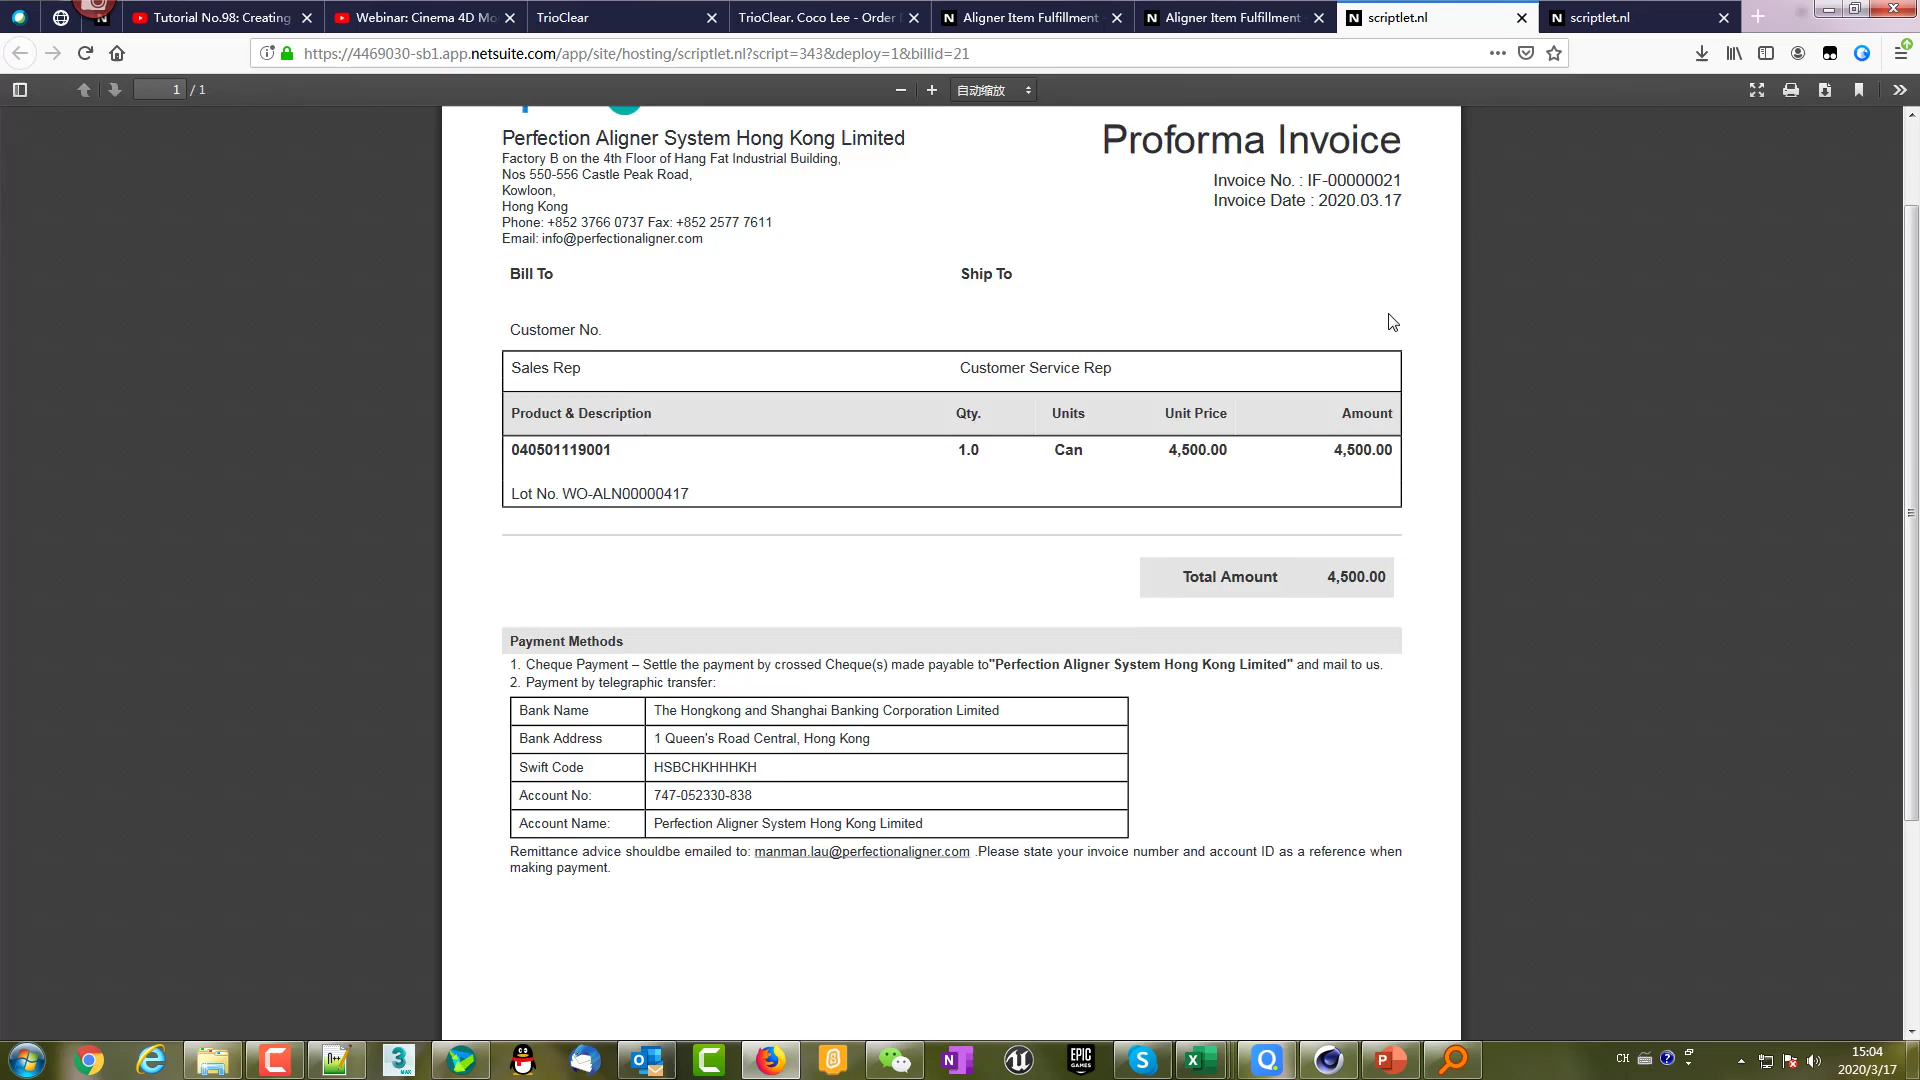 Tutorial No.98: Creating
Webinar: Cinema 4D Mo
TrioClear
TrioClear. Coco Lee - Order
Aligner Item Fulfillment
Aligner Item Fulfillment
scriptlet.nl
scriptlet.nl
https://4469030-sb1.app.netsuite.com/app/site/hosting/scriptlet.nl?script=343&deploy=1&billid=21
1 / 1
自动缩放
Perfection Aligner System Hong Kong Limited
Factory B on the 4th Floor of Hang Fat Industrial Building,
Nos 550-556 Castle Peak Road,
Kowloon,
Hong Kong
Phone: +852 3766 0737 Fax: +852 2577 7611
Email: info@perfectionaligner.com
Proforma Invoice
Invoice No. : IF-00000021
Invoice Date : 2020.03.17
Bill To
Ship To
Customer No.
Sales Rep
Customer Service Rep
Product & Description Qty. Units Unit Price Amount
040501119001 1.0 Can 4,500.00 4,500.00
Lot No. WO-ALN00000417
Total Amount 4,500.00
Payment Methods
1. Cheque Payment – Settle the payment by crossed Cheque(s) made payable to"Perfection Aligner System Hong Kong Limited" and mail to us.
2. Payment by telegraphic transfer:
Bank Name The Hongkong and Shanghai Banking Corporation Limited
Bank Address 1 Queen's Road Central, Hong Kong
Swift Code HSBCHKHHHKH
Account No: 747-052330-838
Account Name: Perfection Aligner System Hong Kong Limited
Remittance advice shouldbe emailed to: manman.lau@perfectionaligner.com .Please state your invoice number and account ID as a reference when
making payment.
CH
15:04
2020/3/17